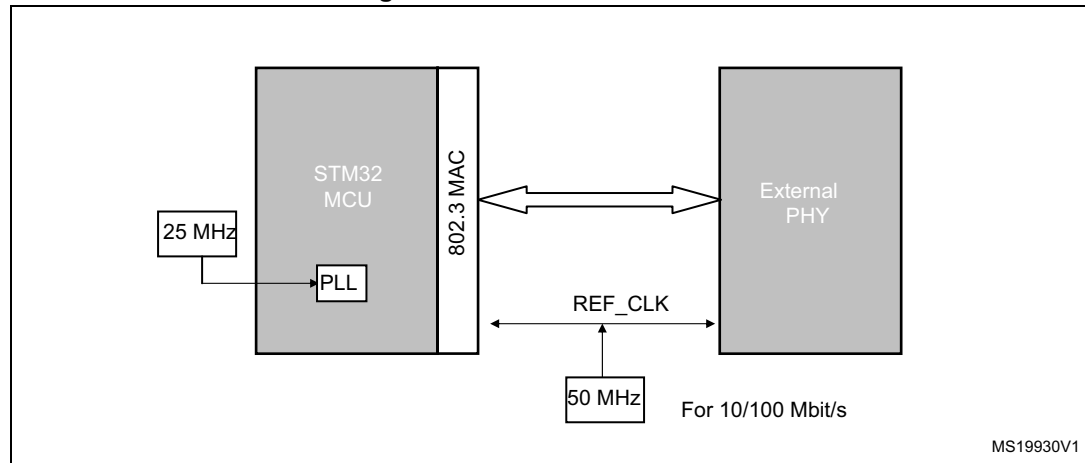 STM32
MCU
802.3 MAC
External
PHY
25 MHz
PLL
REF_CLK
50 MHz
For 10/100 Mbit/s
MS19930V1